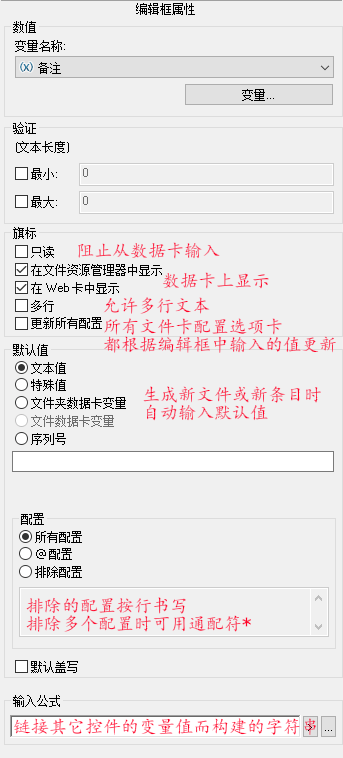 编辑框属性
数值
变量名称:
(x) 备注
变量...
验证
(文本长度)
最小: 0
最大: 0
旗标
只读 阻止从数据卡输入
在文件资源管理器中显示
数据卡上显示
在 Web 卡中显示
多行 允许多行文本
更新所有配置 所有文件卡配置选项卡
都根据编辑框中输入的值更新
默认值
文本值
特殊值
文件夹数据卡变量 生成新文件或新条目时
自动输入默认值
文件数据卡变量
序列号
配置
所有配置
@ 配置
排除配置
排除的配置按行书写
排除多个配置时可用通配符*
默认盖写
输入公式
链接其它控件的变量值而构建的字符串
...